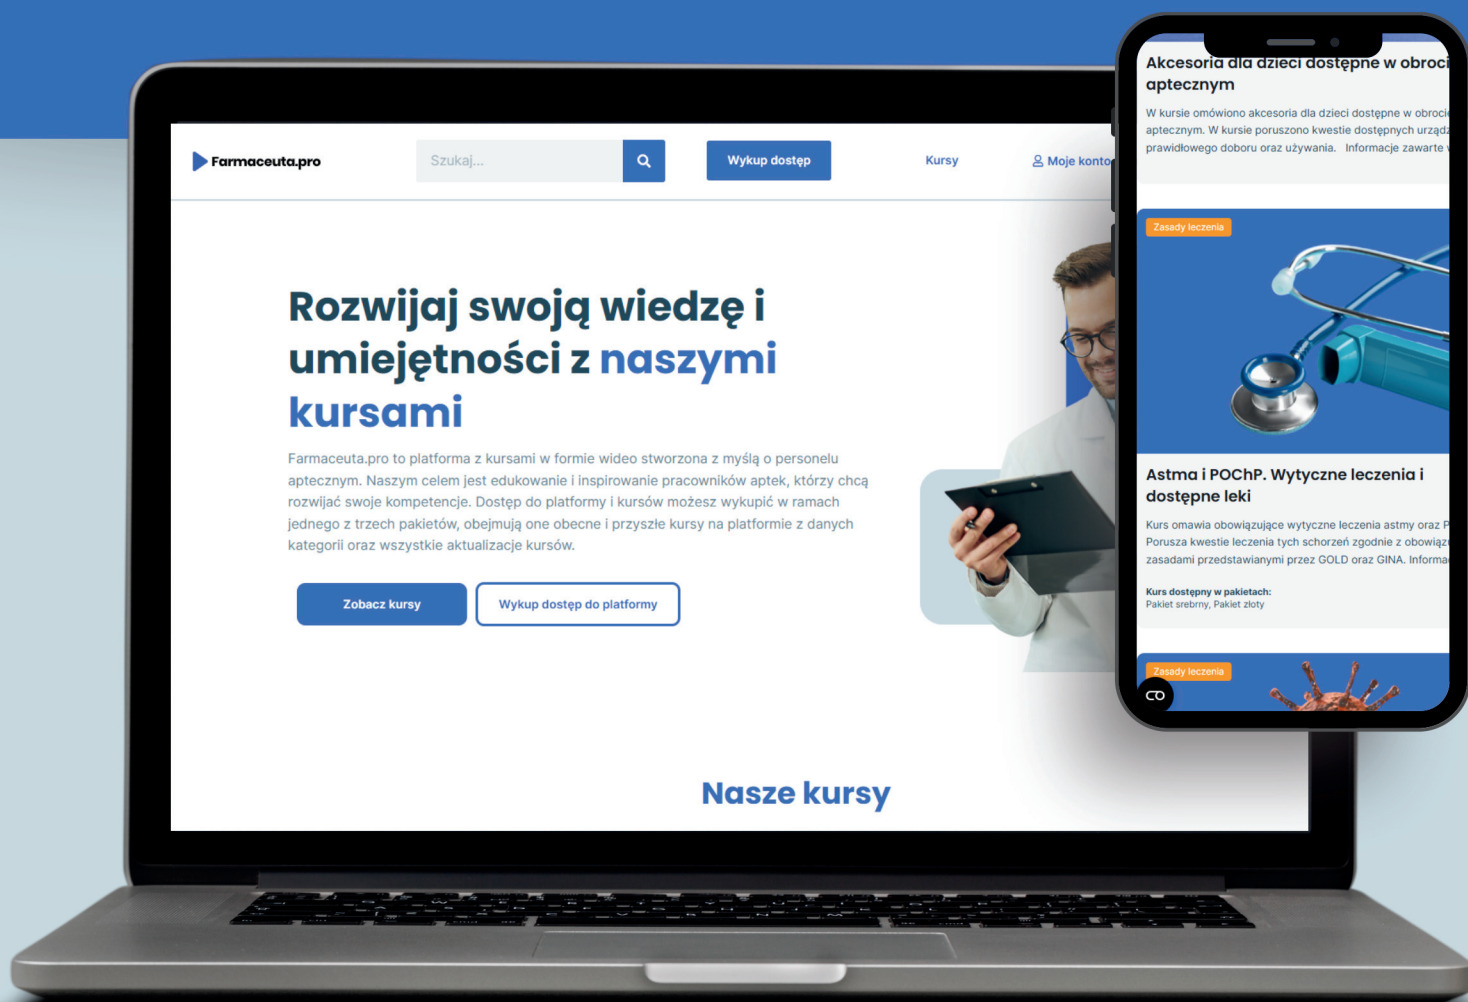 Farmaceuta.pro
Szukaj...
Wykup dostęp
Kursy
Moje konto
Rozwijaj swoją wiedzę i
umiejętności z naszymi
kursami
Farmaceuta.pro to platforma z kursami w formie wideo stworzona z myślą o personelu
aptecznym. Naszym celem jest edukowanie i inspirowanie pracowników aptek, którzy chcą
rozwijać swoje kompetencje. Dostęp do platformy i kursów możesz wykupić w ramach
jednego z trzech pakietów, obejmują one obecne i przyszłe kursy na platformie z danych
kategorii oraz wszystkie aktualizacje kursów.
Zobacz kursy
Wykup dostęp do platformy
Nasze kursy
Akcesoria dla dzieci dostępne w obroci
aptecznym
W kursie omówiono akcesoria dla dzieci dostępne w obrocie
aptecznym. W kursie poruszono kwestie dostępnych urządz
prawidłowego doboru oraz używania. Informacje zawarte
Zasady leczenia
Astma i POChP. Wytyczne leczenia i
dostępne leki
Kurs omawia obowiązujące wytyczne leczenia astmy oraz P
Porusza kwestie leczenia tych schorzeń zgodnie z obowiąz
zasadami przedstawianymi przez GOLD oraz GINA. Informa
Kurs dostępny w pakietach:
Pakiet srebrny, Pakiet złoty
Zasady leczenia